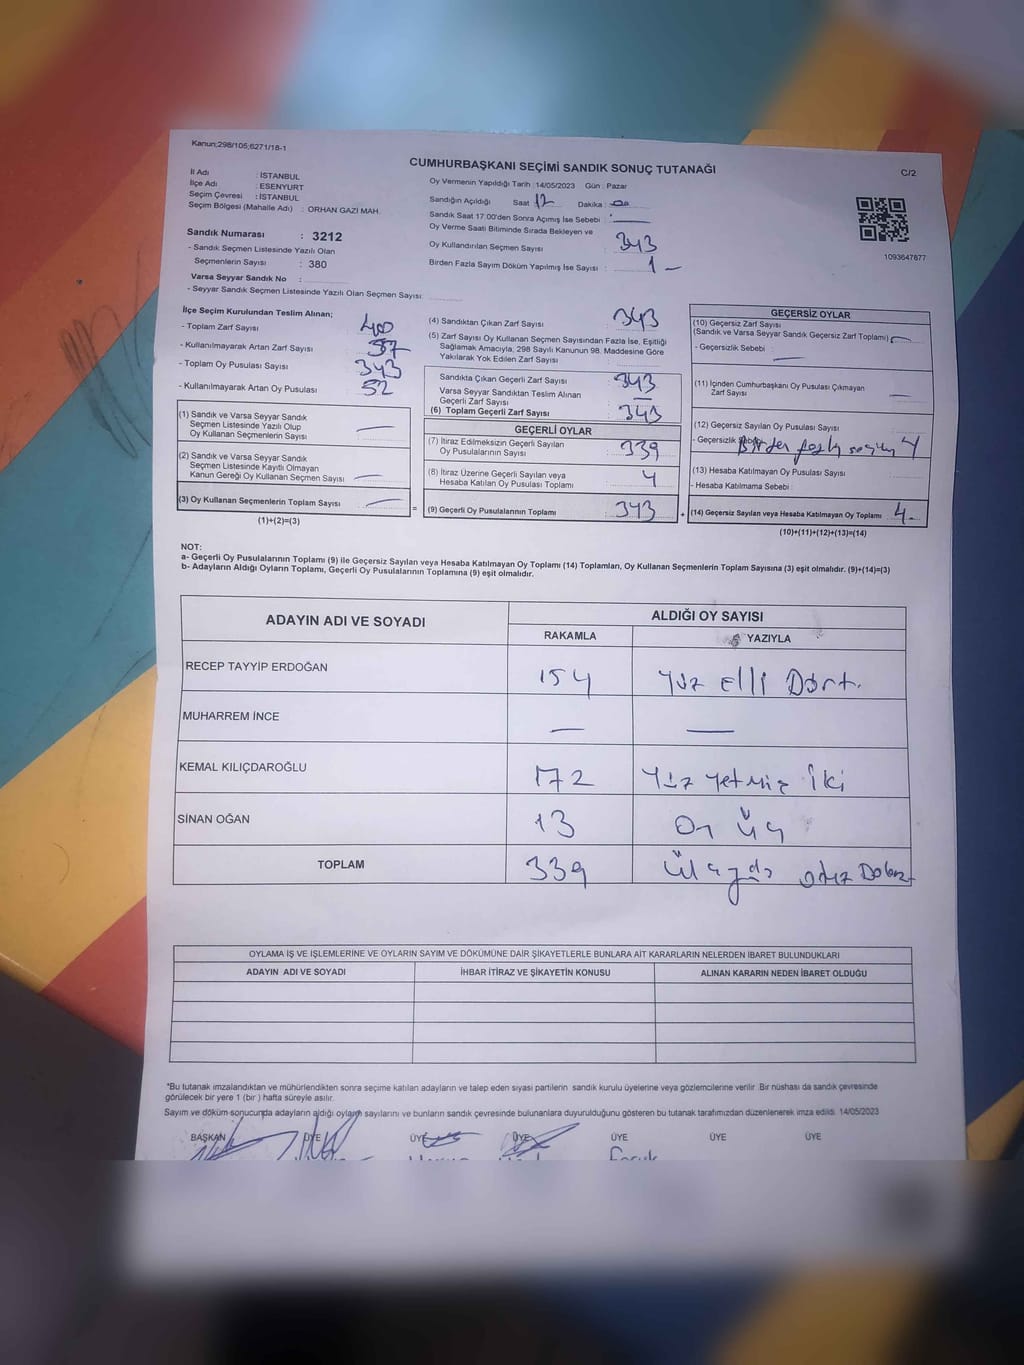 Kanun;298/105;6271/18-1
CUMHURBAŞKANI SEÇİMİ SANDIK SONUÇ TUTANAĞI
C/2
İl Adı : İSTANBUL
İlçe Adı : ESENYURT
Seçim Çevresi : İSTANBUL
Seçim Bölgesi (Mahalle Adı) : ORHAN GAZİ MAH.
Sandık Numarası : 3212
- Sandık Seçmen Listesinde Yazılı Olan
Seçmenlerin Sayısı : 380
Varsa Seyyar Sandık No :
- Seyyar Sandık Seçmen Listesinde Yazılı Olan Seçmen Sayısı:
Oy Vermenin Yapıldığı Tarih : 14/05/2023 Gün : Pazar
Sandığın Açıldığı Saat 17 Dakika : 00
Sandık Saat 17:00'den Sonra Açımış İse Sebebi :
Oy Verme Saati Bitiminde Sırada Bekleyen ve
Oy Kullandırılan Seçmen Sayısı : 343
Birden Fazla Sayım Döküm Yapılmış İse Sayısı : 1
1093647877
İlçe Seçim Kurulundan Teslim Alınan;
- Toplam Zarf Sayısı 400
- Kullanılmayarak Artan Zarf Sayısı 57
- Toplam Oy Pusulası Sayısı 343
- Kullanılmayarak Artan Oy Pusulası 52
(1) Sandık ve Varsa Seyyar Sandık
Seçmen Listesinde Yazılı Olup
Oy Kullanan Seçmenlerin Sayısı —
(2) Sandık ve Varsa Seyyar Sandık
Seçmen Listesinde Kayıtlı Olmayan
Kanun Gereği Oy Kullanan Seçmen Sayısı —
(3) Oy Kullanan Seçmenlerin Toplam Sayısı —
(1)+(2)=(3)
=
(4) Sandıktan Çıkan Zarf Sayısı : 343
(5) Zarf Sayısı Oy Kullanan Seçmen Sayısından Fazla İse, Eşitliği
Sağlamak Amacıyla; 298 Sayılı Kanunun 98. Maddesine Göre
Yakılarak Yok Edilen Zarf Sayısı :
Sandıkta Çıkan Geçerli Zarf Sayısı 343
Varsa Seyyar Sandıktan Teslim Alınan
Geçerli Zarf Sayısı —
(6) Toplam Geçerli Zarf Sayısı 343
GEÇERLİ OYLAR
(7) İtiraz Edilmeksizin Geçerli Sayılan
Oy Pusulalarının Sayısı : 339
(8) İtiraz Üzerine Geçerli Sayılan veya
Hesaba Katılan Oy Pusulası Toplamı : 4
(9) Geçerli Oy Pusulalarının Toplamı : 343
+
GEÇERSİZ OYLAR
(10) Geçersiz Zarf Sayısı
(Sandık ve Varsa Seyyar Sandık Geçersiz Zarf Toplamı) —
- Geçersizlik Sebebi : —
(11) İçinden Cumhurbaşkanı Oy Pusulası Çıkmayan
Zarf Sayısı —
(12) Geçersiz Sayılan Oy Pusulası Sayısı
- Geçersizlik Birden fazla 4
(13) Hesaba Katılmayan Oy Pusulası Sayısı
- Hesaba Katılmama Sebebi :
(14) Geçersiz Sayılan veya Hesaba Katılmayan Oy Toplamı 4-
(10)+(11)+(12)+(13)=(14)
NOT:
a- Geçerli Oy Pusulalarının Toplamı (9) ile Geçersiz Sayılan veya Hesaba Katılmayan Oy Toplamı (14) Toplamları, Oy Kullanan Seçmenlerin Toplam Sayısına (3) eşit olmalıdır. (9)+(14)=(3)
b- Adayların Aldığı Oyların Toplamı, Geçerli Oy Pusulalarının Toplamına (9) eşit olmalıdır.
ADAYIN ADI VE SOYADI ALDIĞI OY SAYISI
RAKAMLA YAZIYLA
RECEP TAYYİP ERDOĞAN 154 Yüz elli Dört.
MUHARREM İNCE — —
KEMAL KILIÇDAROĞLU 172 Yüz yetmiş İki
SİNAN OĞAN 13 On üç
TOPLAM 339 otuz
OYLAMA İŞ VE İŞLEMLERİNE VE OYLARIN SAYIM VE DÖKÜMÜNE DAİR ŞİKAYETLERLE BUNLARA AİT KARARLARIN NELERDEN İBARET BULUNDUKLARI
ADAYIN ADI VE SOYADI İHBAR İTİRAZ VE ŞİKAYETİN KONUSU ALINAN KARARIN NEDEN İBARET OLDUĞU
*Bu tutanak imzalandıktan ve mühürlendikten sonra seçime katılan adayların ve talep eden siyasi partilerin sandık kurulu üyelerine veya gözlemcilerine verilir. Bir nüshası da sandık çevresinde
görülecek bir yere 1 (bir ) hafta süreyle asılır.
Sayım ve döküm sonucunda adayların aldığı oyların sayılarını ve bunların sandık çevresinde bulunanlara duyurulduğunu gösteren bu tutanak tarafımızdan düzenlenerek imza edildi. 14/05/2023
BAŞKAN ÜYE ÜYE ÜYE ÜYE ÜYE ÜYE